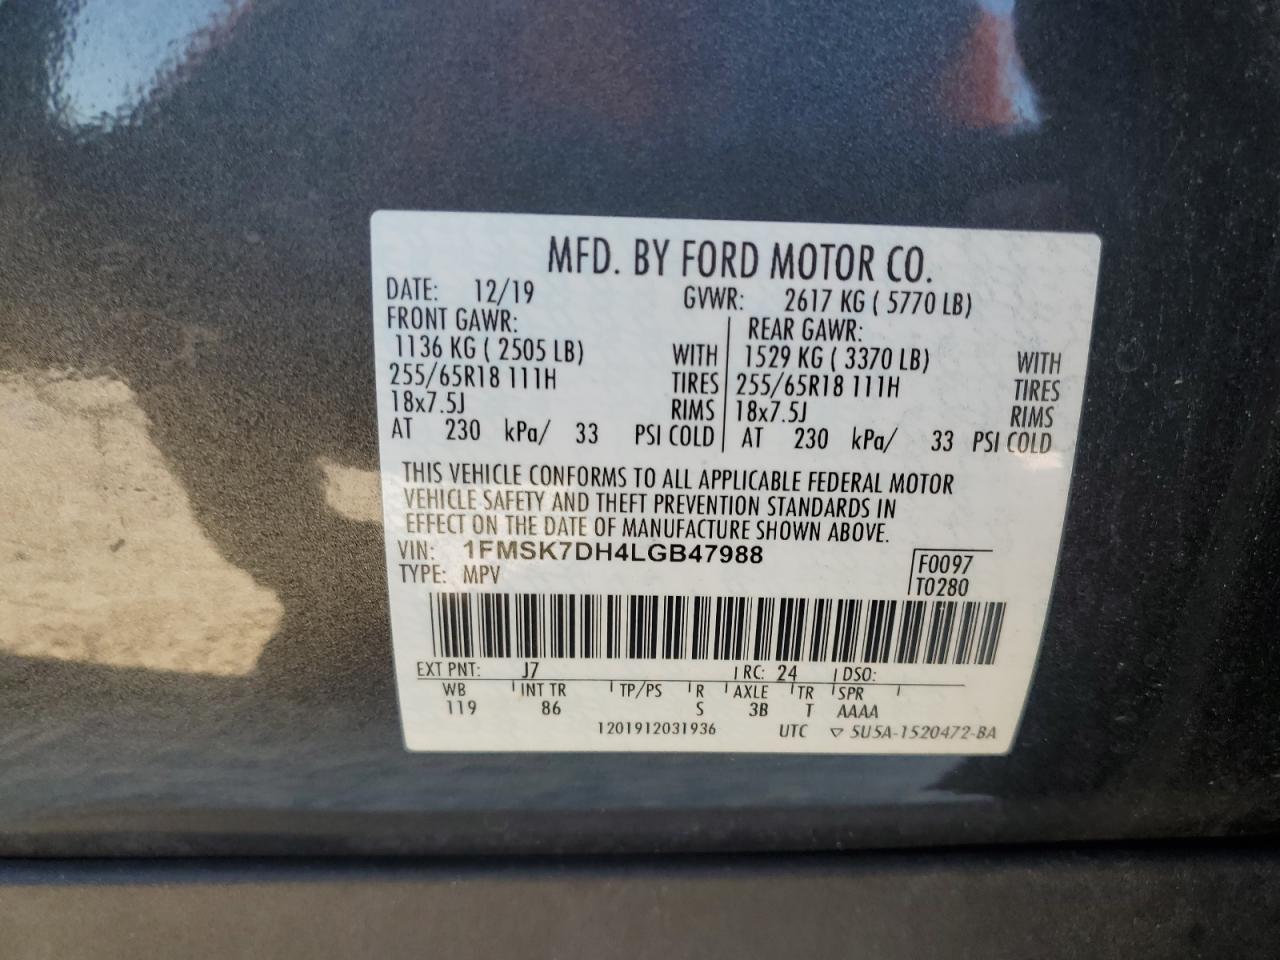 MFD. BY FORD MOTOR CO.
DATE: 12/19 GVWR: 2617 KG ( 5770 LB)
FRONT GAWR: REAR GAWR:
1136 KG ( 2505 LB) WITH 1529 KG ( 3370 LB) WITH
255/65R18 111H TIRES 255/65R18 111H TIRES
18x7.5J RIMS 18x7.5J RIMS
AT 230 kPa/ 33 PSI COLD AT 230 kPa/ 33 PSI COLD
THIS VEHICLE CONFORMS TO ALL APPLICABLE FEDERAL MOTOR
VEHICLE SAFETY AND THEFT PREVENTION STANDARDS IN
EFFECT ON THE DATE OF MANUFACTURE SHOWN ABOVE.
VIN: 1FMSK7DH4LGB47988 F0097
TYPE: MPV T0280
EXT PNT: J7 RC: 24 DSO:
WB INT TR TP/PS R AXLE TR SPR
119 86 S 3B T AAAA
1201912031936 UTC ▽ 5U5A-1520472-BA